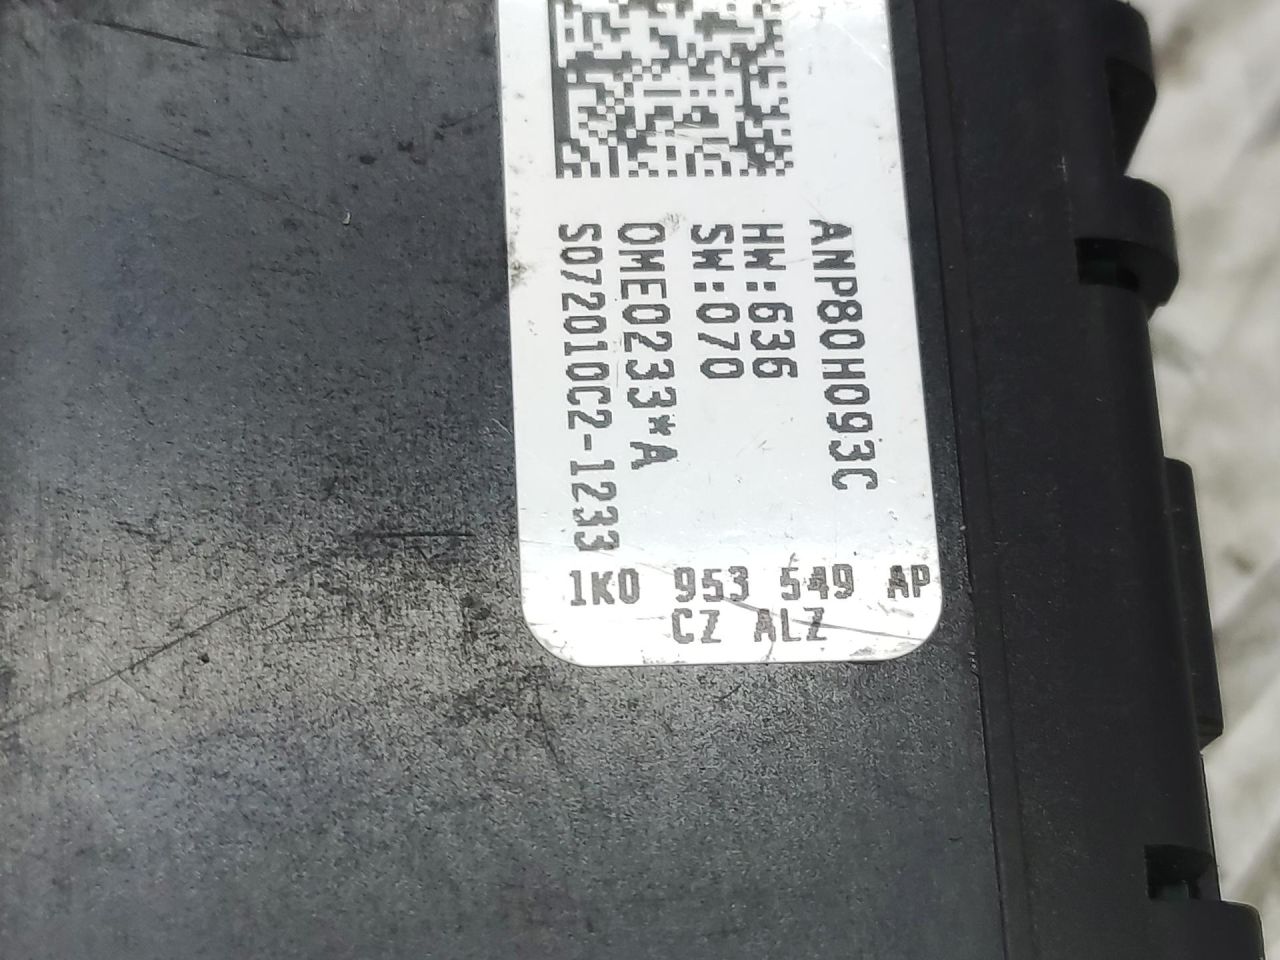 ANP80H093C
HW:636
SW:070
0ME0233*A
S072010C2-1233
1K0 953 549 AP
CZ ALZ